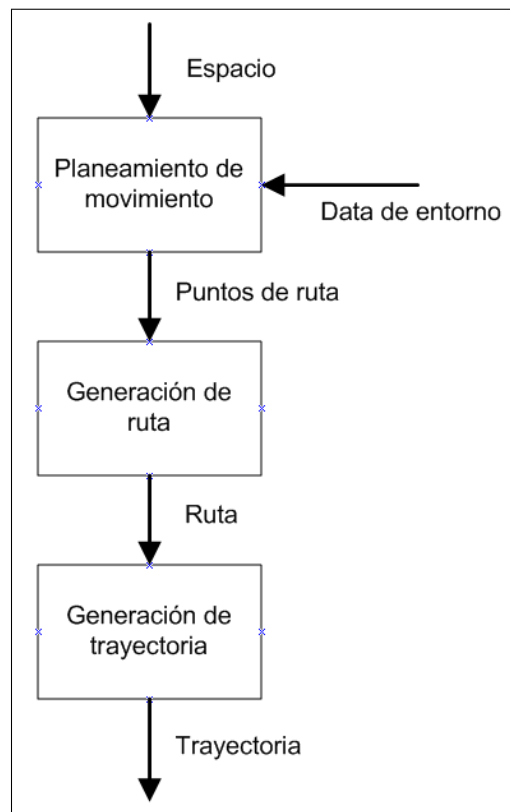 Espacio
Planeamiento de
movimiento
Data de entorno
Puntos de ruta
Generación de
ruta
Ruta
Generación de
trayectoria
Trayectoria